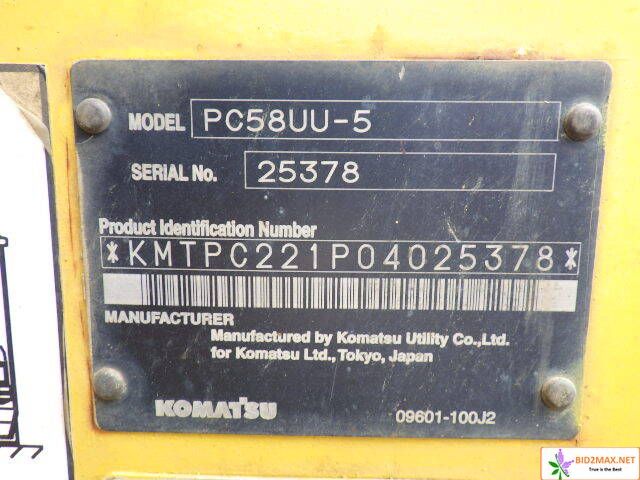 MODEL PC58UU-5
SERIAL No. 25378
Product Identification Number
*KMTPC221P04025378*
MANUFACTURER
Manufactured by Komatsu Utility Co.,Ltd.
for Komatsu Ltd., Tokyo, Japan
KOMATSU 09601-100J2
BID2MAX.NET
True is the Best